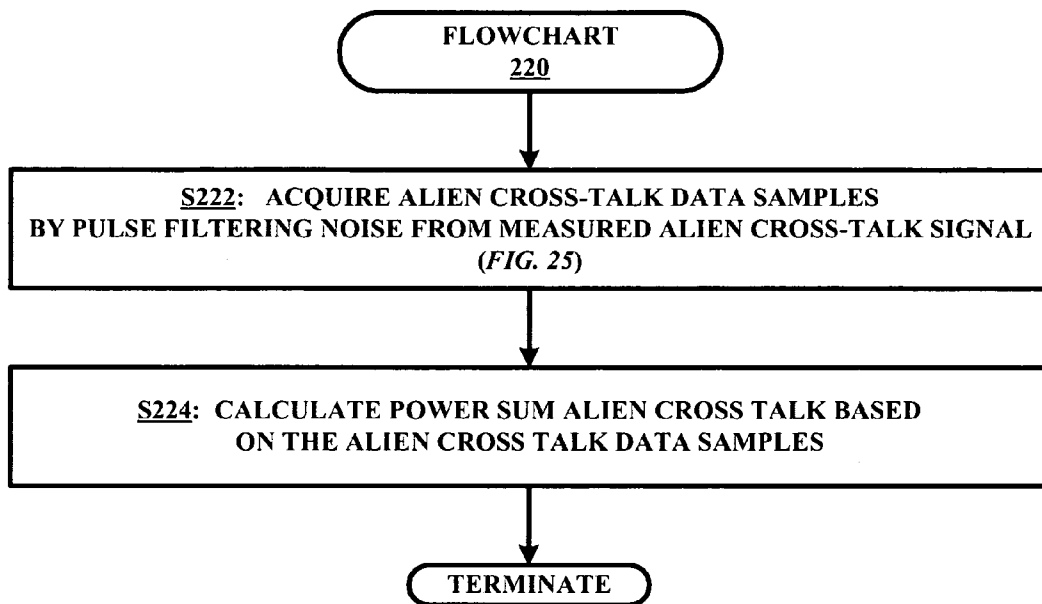 FLOWCHART
220
S222: ACQUIRE ALIEN CROSS-TALK DATA SAMPLES
BY PULSE FILTERING NOISE FROM MEASURED ALIEN CROSS-TALK SIGNAL
(FIG. 25)
S224: CALCULATE POWER SUM ALIEN CROSS TALK BASED
ON THE ALIEN CROSS TALK DATA SAMPLES
TERMINATE